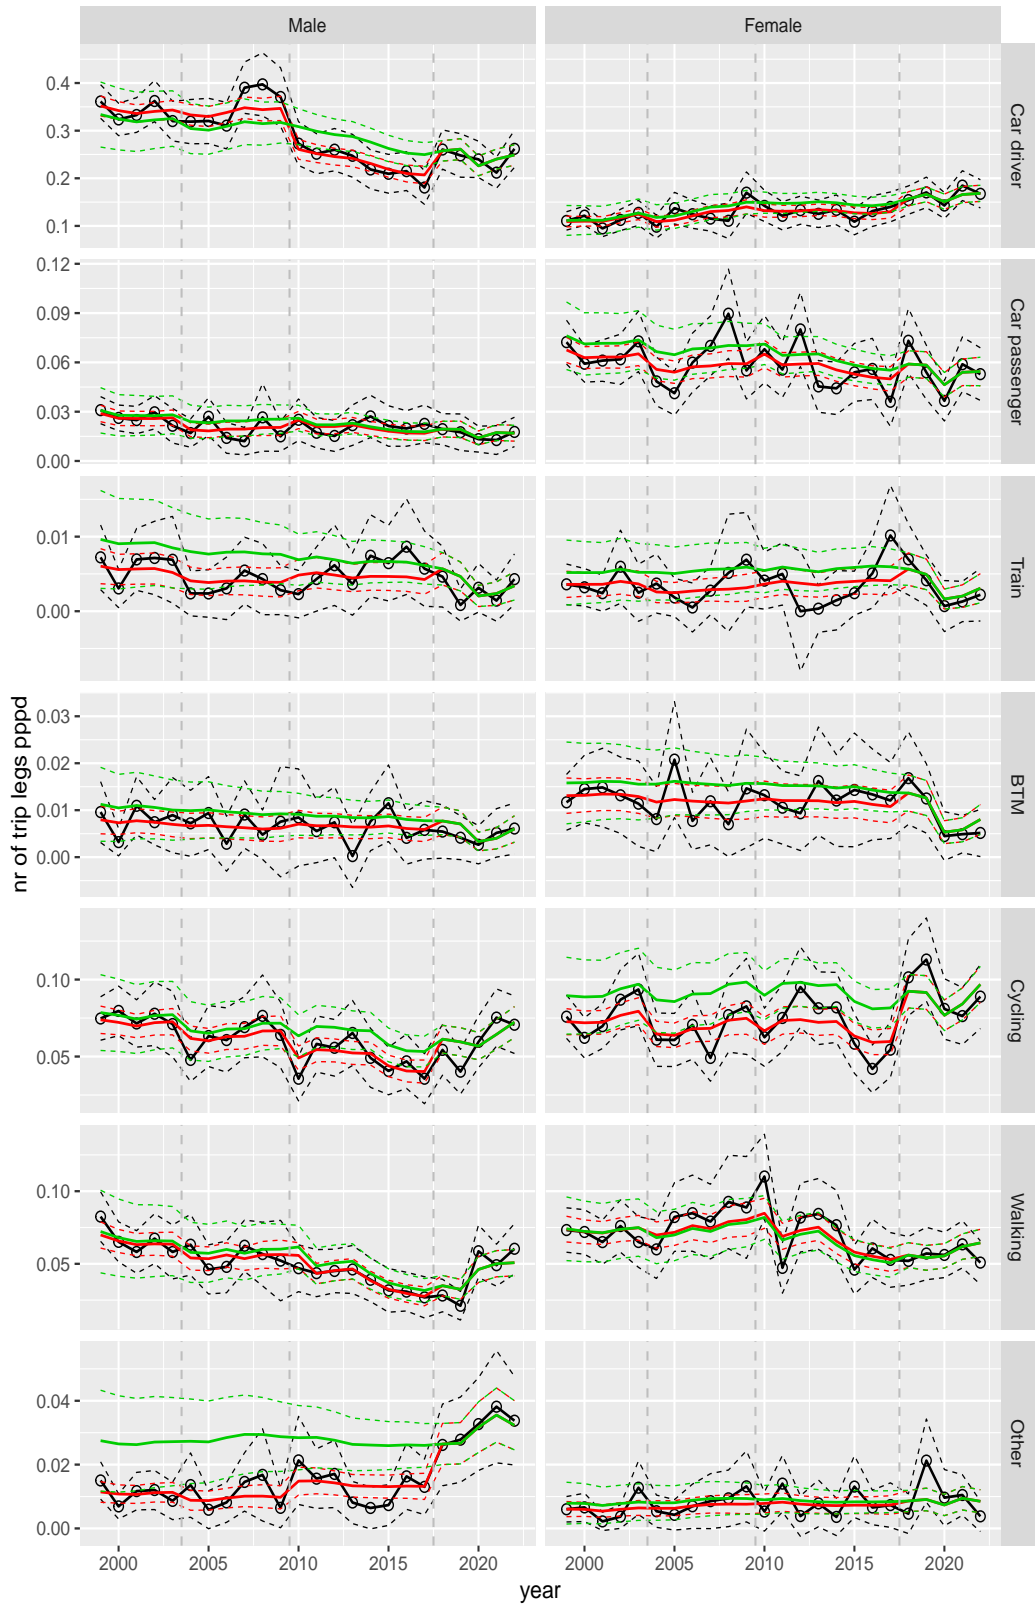 Male Female
0.4
0.3
0.2
0.1
Car driver
0.12
0.09
0.06
0.03
0.00
Car passenger
0.01
0.00
Train
0.03
0.02
0.01
0.00
BTM
nr of trip legs pppd
0.10
0.05
Cycling
0.10
0.05
Walking
0.04
0.02
0.00
Other
2000 2005 2010 2015 2020 2000 2005 2010 2015 2020
year